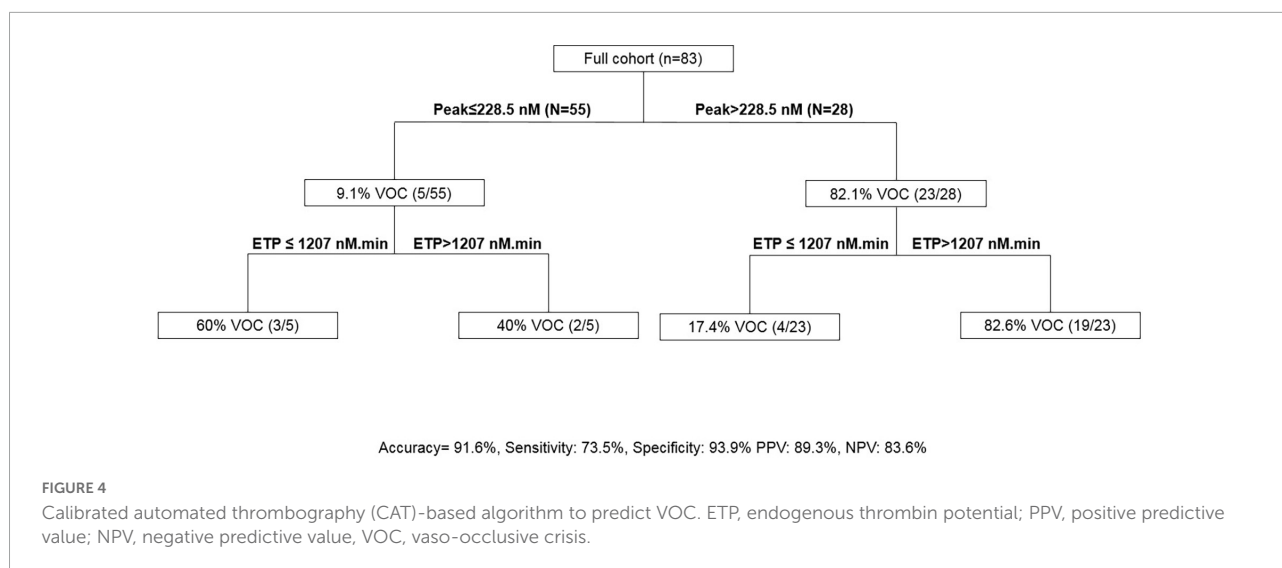 Full cohort (n=83)
Peak≤228.5 nM (N=55)
Peak>228.5 nM (N=28)
9.1% VOC (5/55)
82.1% VOC (23/28)
ETP ≤ 1207 nM.min
ETP>1207 nM.min
ETP ≤ 1207 nM.min
ETP>1207 nM.min
60% VOC (3/5)
40% VOC (2/5)
17.4% VOC (4/23)
82.6% VOC (19/23)
Accuracy= 91.6%, Sensitivity: 73.5%, Specificity: 93.9% PPV: 89.3%, NPV: 83.6%
FIGURE 4
Calibrated automated thrombography (CAT)-based algorithm to predict VOC. ETP, endogenous thrombin potential; PPV, positive predictive
value; NPV, negative predictive value, VOC, vaso-occlusive crisis.